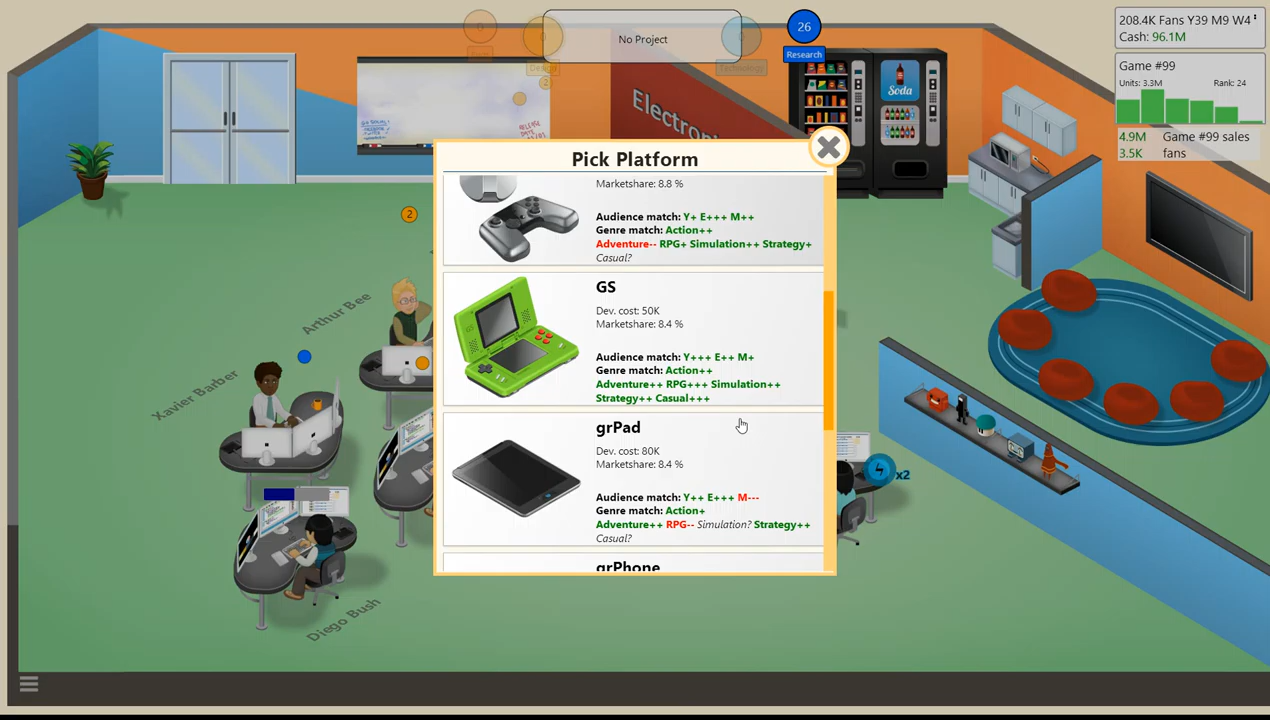 No Project
26
Research
208.4K Fans Y39 M9 W4
Cash: 96.1M
Game #99
Units: 3.3M Rank: 24
4.9M Game #99 sales
3.5K fans
Soda
Electron
RELEASE
DATE
Pick Platform
Marketshare: 8.8 %
Audience match: Y+ E+++ M++
Genre match: Action++
Adventure-- RPG+ Simulation++ Strategy+
Casual?
GS
Dev. cost: 50K
Marketshare: 8.4 %
Audience match: Y+++ E++ M+
Genre match: Action++
Adventure++ RPG+++ Simulation++
Strategy++ Casual+++
grPad
Dev. cost: 80K
Marketshare: 8.4 %
Audience match: Y++ E+++ M---
Genre match: Action+
Adventure++ RPG-- Simulation? Strategy++
Casual?
grPhone
2
Arthur Bee
Xavier Barber
Diego Bush
x2